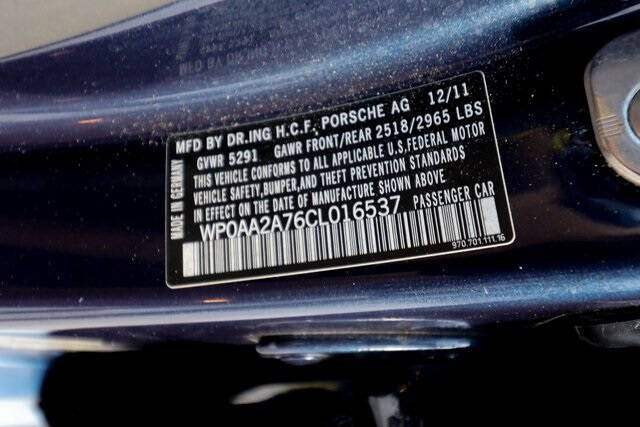 MFD BY DR.ING H.C.F., PORSCHE AG 12/11
GVWR 5291 GAWR FRONT/REAR 2518/2965 LBS
THIS VEHICLE CONFORMS TO ALL APPLICABLE U.S.FEDERAL MOTOR
VEHICLE SAFETY,BUMPER,AND THEFT PREVENTION STANDARDS
IN EFFECT ON THE DATE OF MANUFACTURE SHOWN ABOVE
WP0AA2A76CL016537 PASSENGER CAR
MADE IN GERMANY
970.701.111.16